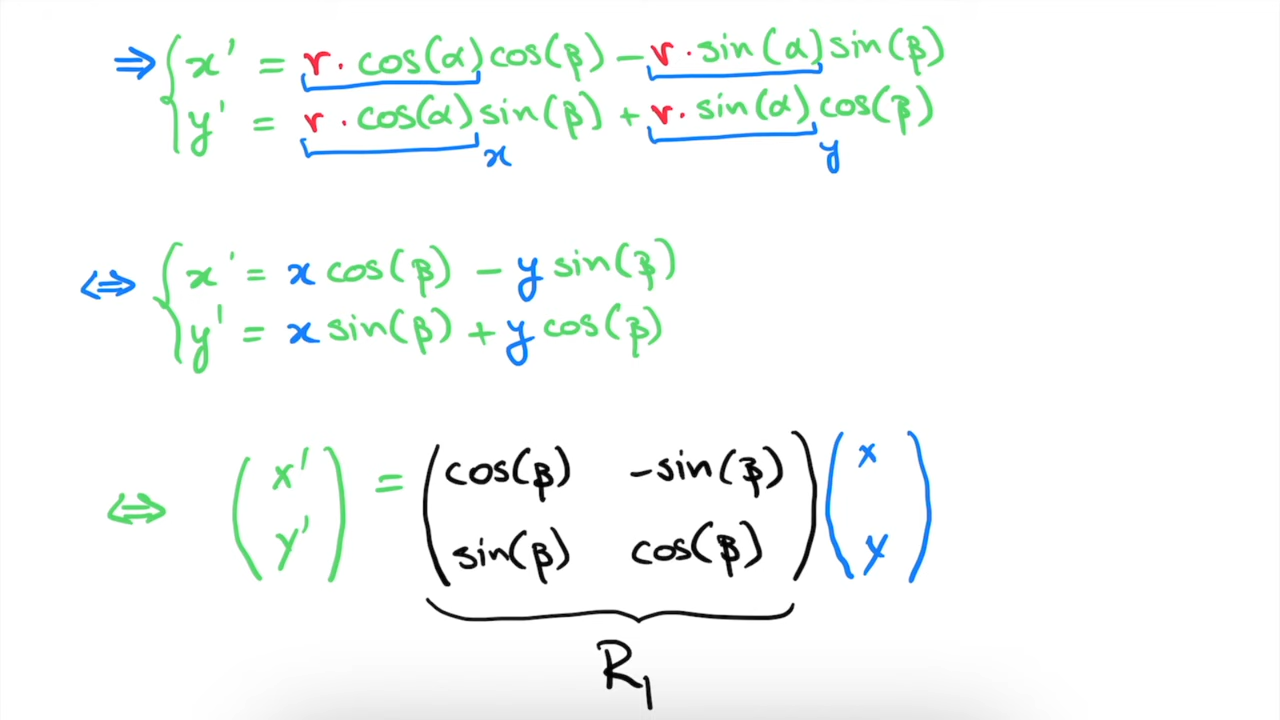 ⇒ { x' = r · cos(α) cos(β) − r · sin(α) sin(β)
y' = r · cos(α) sin(β) + r · sin(α) cos(β)
x y
⇔ { x' = x cos(β) − y sin(β)
y' = x sin(β) + y cos(β)
⇔ ( x' ) = ( cos(β) −sin(β) ) ( x )
( y' ) ( sin(β) cos(β) ) ( y )
R₁